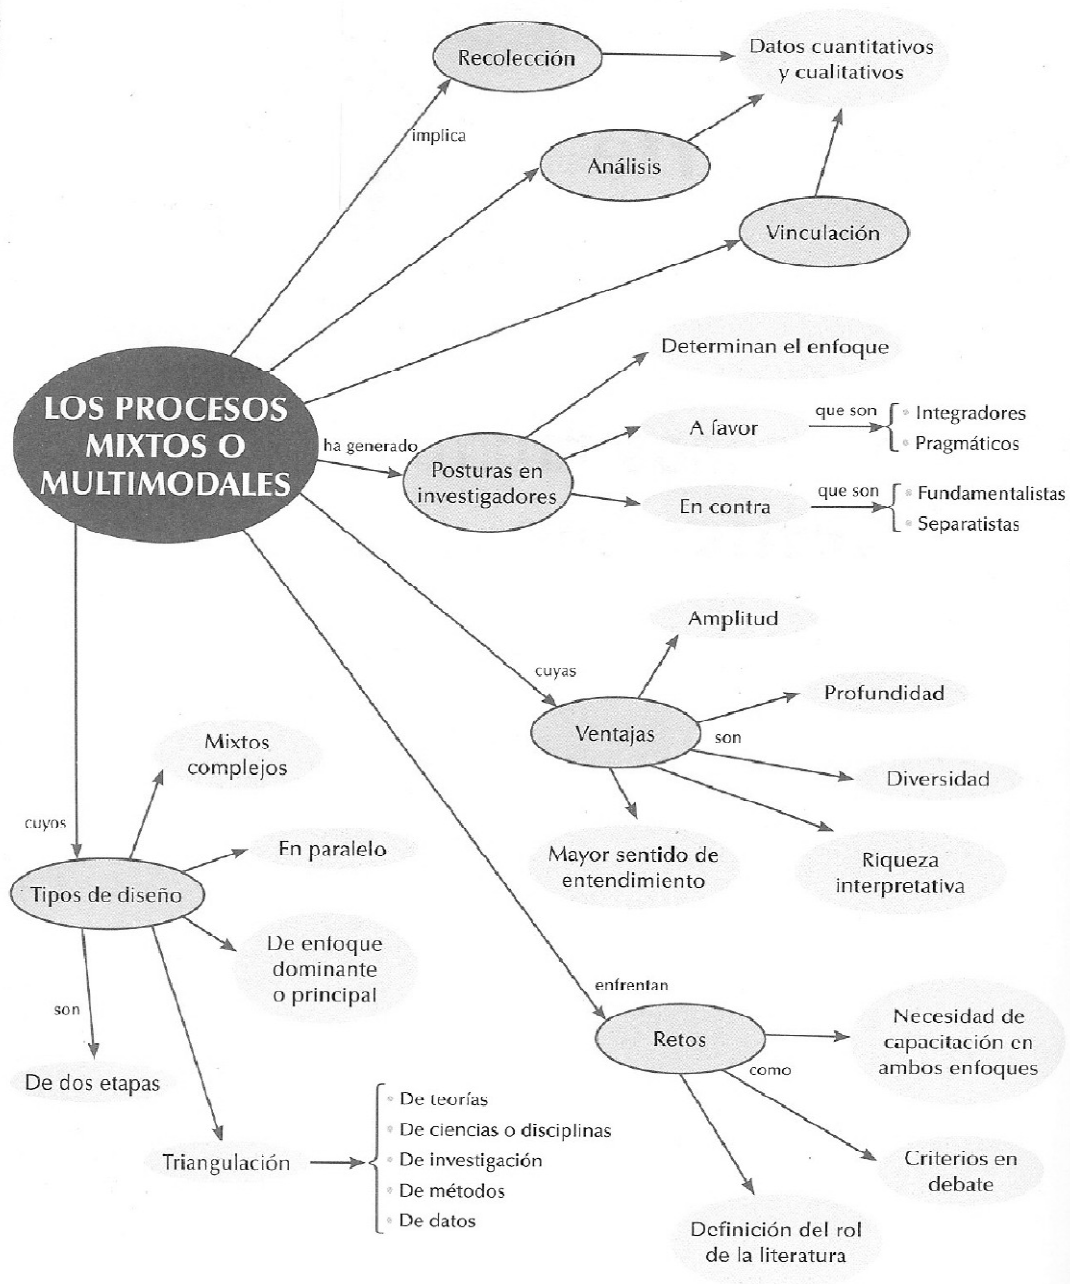 Recolección
Datos cuantitativos
y cualitativos
implica
Análisis
Vinculación
LOS PROCESOS
MIXTOS O
MULTIMODALES
ha generado
Posturas en
investigadores
Determinan el enfoque
A favor
que son
Integradores
Pragmáticos
En contra
que son
Fundamentalistas
Separatistas
cuyas
Ventajas
son
Amplitud
Profundidad
Diversidad
Riqueza
interpretativa
Mayor sentido de
entendimiento
cuyos
Tipos de diseño
Mixtos
complejos
En paralelo
De enfoque
dominante
o principal
son
De dos etapas
Triangulación
De teorías
De ciencias o disciplinas
De investigación
De métodos
De datos
enfrentan
Retos
como
Necesidad de
capacitación en
ambos enfoques
Criterios en
debate
Definición del rol
de la literatura